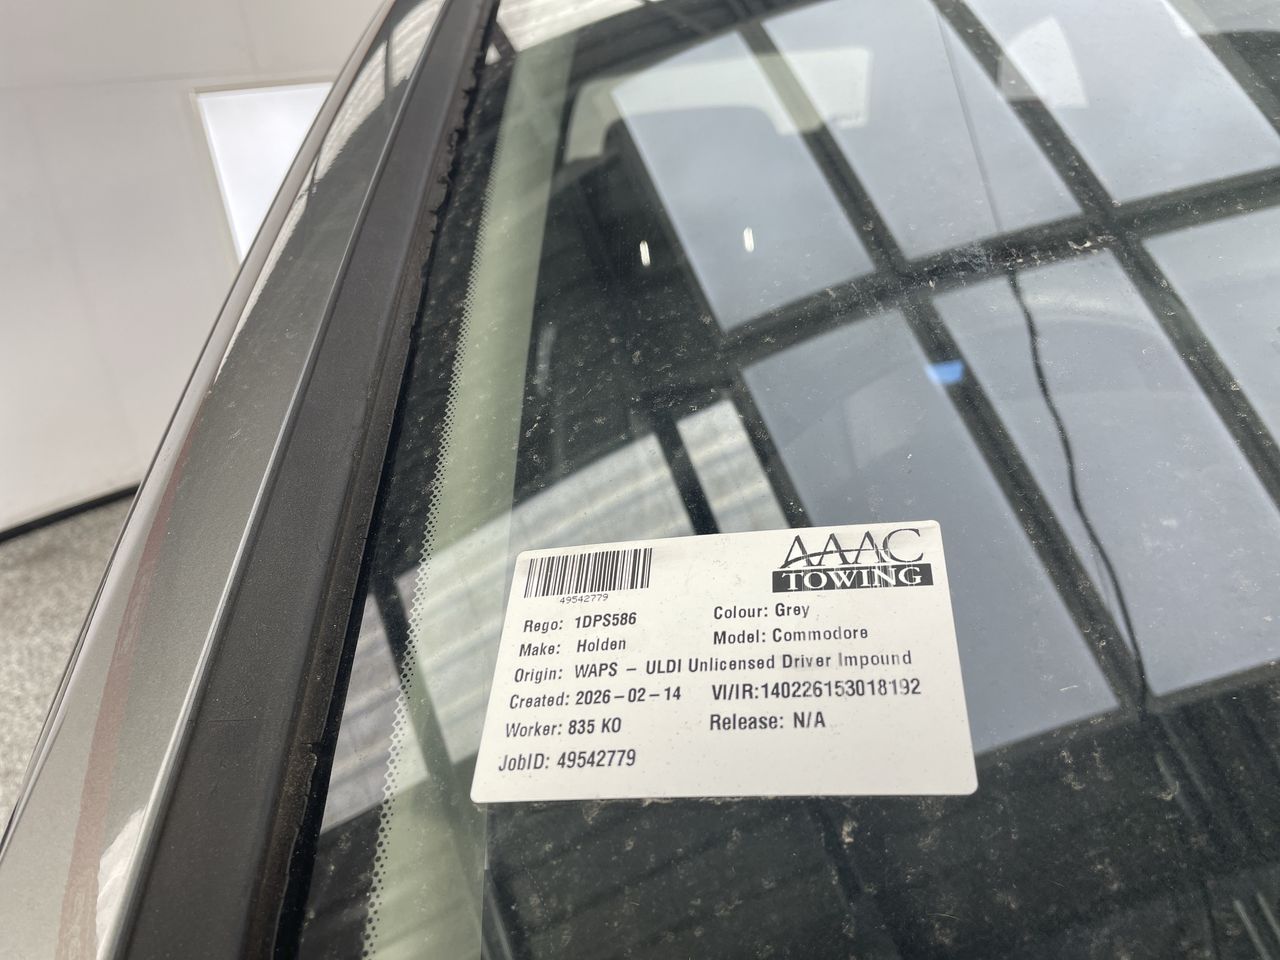 AAAC
TOWING
49542779
Rego: 1DPS586
Colour: Grey
Make: Holden
Model: Commodore
Origin: WAPS - ULDI Unlicensed Driver Impound
Created: 2026-02-14
VI/IR:140226153018192
Worker: 835 KO
Release: N/A
JobID: 49542779